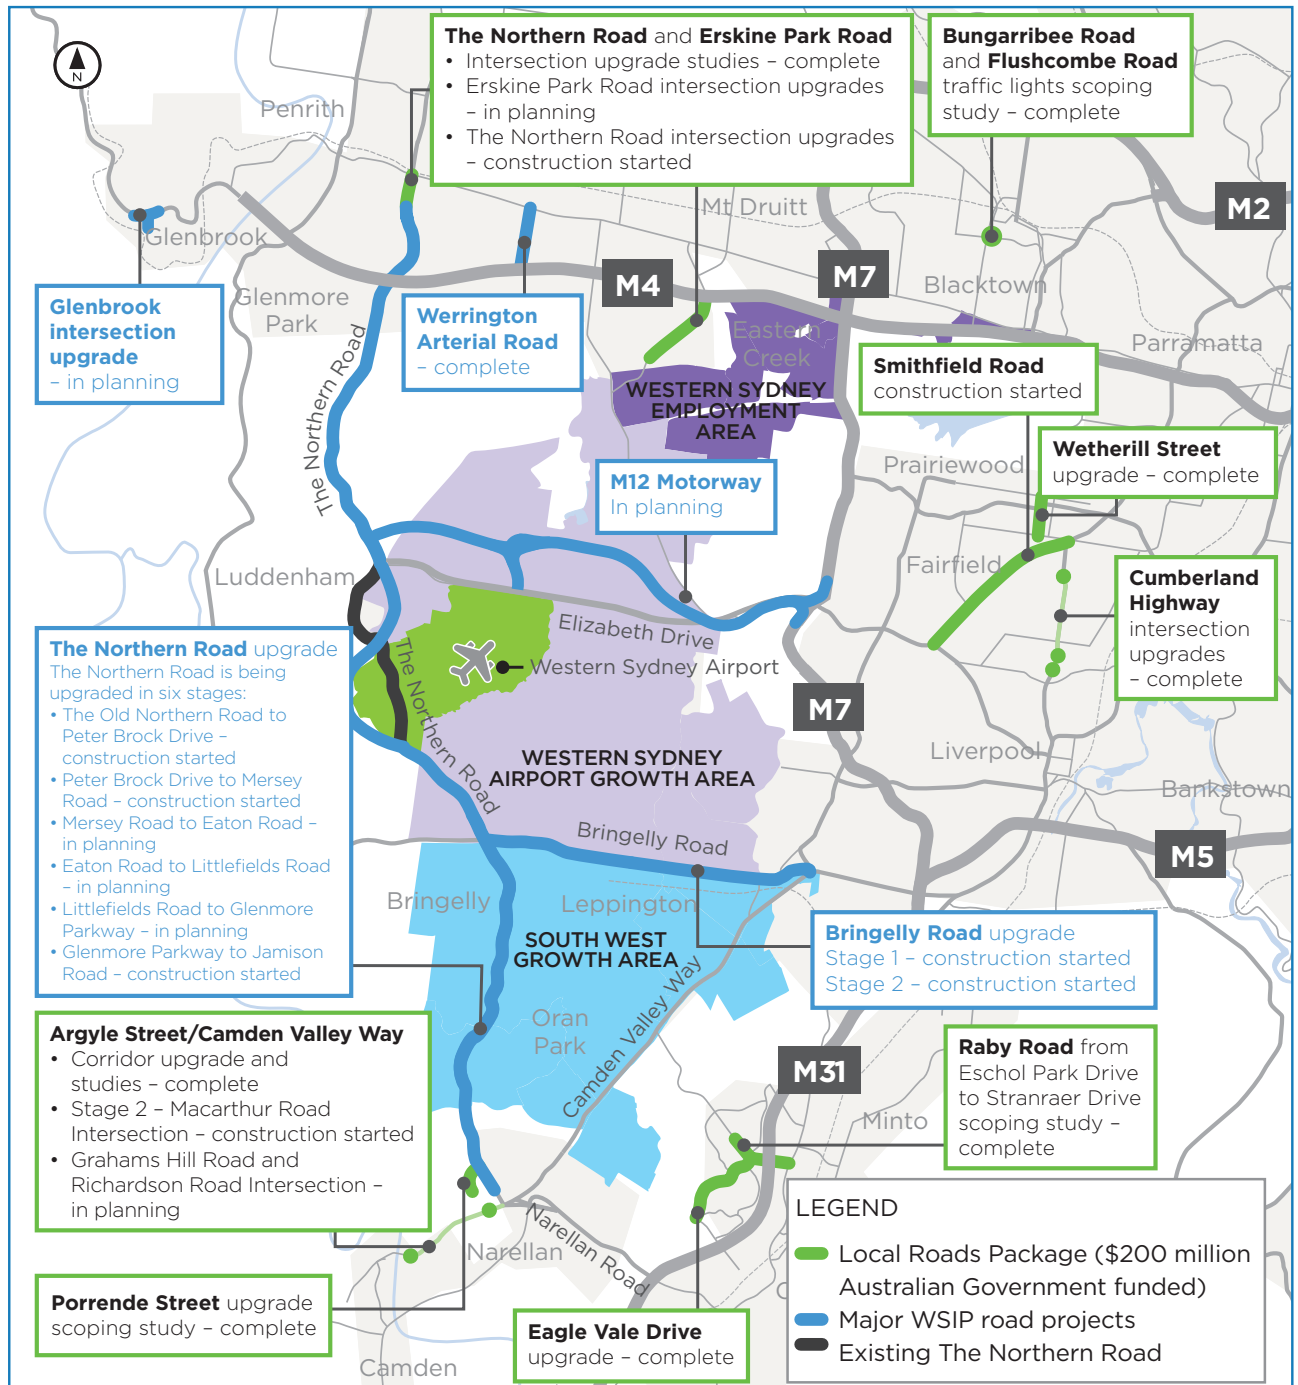 N
The Northern Road and Erskine Park Road
• Intersection upgrade studies – complete
• Erskine Park Road intersection upgrades
– in planning
• The Northern Road intersection upgrades
– construction started
Bungarribee Road
and Flushcombe Road
traffic lights scoping
study – complete
Penrith
Mt Druitt
M2
Glenbrook
M4
M7
Blacktown
Glenbrook
intersection
upgrade
– in planning
Glenmore
Park
Werrington
Arterial Road
– complete
Eastern
Creek
Parramatta
Smithfield Road
construction started
The Northern Road
WESTERN SYDNEY
EMPLOYMENT
AREA
Wetherill Street
upgrade – complete
Prairiewood
M12 Motorway
In planning
Fairfield
Luddenham
Cumberland
Highway
intersection
upgrades
– complete
Elizabeth Drive
Western Sydney Airport
The Northern Road
The Northern Road upgrade
The Northern Road is being
upgraded in six stages:
• The Old Northern Road to
Peter Brock Drive –
construction started
• Peter Brock Drive to Mersey
Road – construction started
• Mersey Road to Eaton Road –
in planning
• Eaton Road to Littlefields Road
– in planning
• Littlefields Road to Glenmore
Parkway – in planning
• Glenmore Parkway to Jamison
Road – construction started
M7
Liverpool
WESTERN SYDNEY
AIRPORT GROWTH AREA
Bankstown
Bringelly Road
M5
Bringelly
Leppington
SOUTH WEST
GROWTH AREA
Bringelly Road upgrade
Stage 1 – construction started
Stage 2 – construction started
Camden Valley Way
Oran
Park
Argyle Street/Camden Valley Way
• Corridor upgrade and
studies – complete
• Stage 2 – Macarthur Road
Intersection – construction started
• Grahams Hill Road and
Richardson Road Intersection –
in planning
M31
Minto
Raby Road from
Eschol Park Drive
to Stranraer Drive
scoping study –
complete
Narellan
Narellan Road
Porrende Street upgrade
scoping study – complete
Camden
Eagle Vale Drive
upgrade – complete
LEGEND
Local Roads Package ($200 million
Australian Government funded)
Major WSIP road projects
Existing The Northern Road